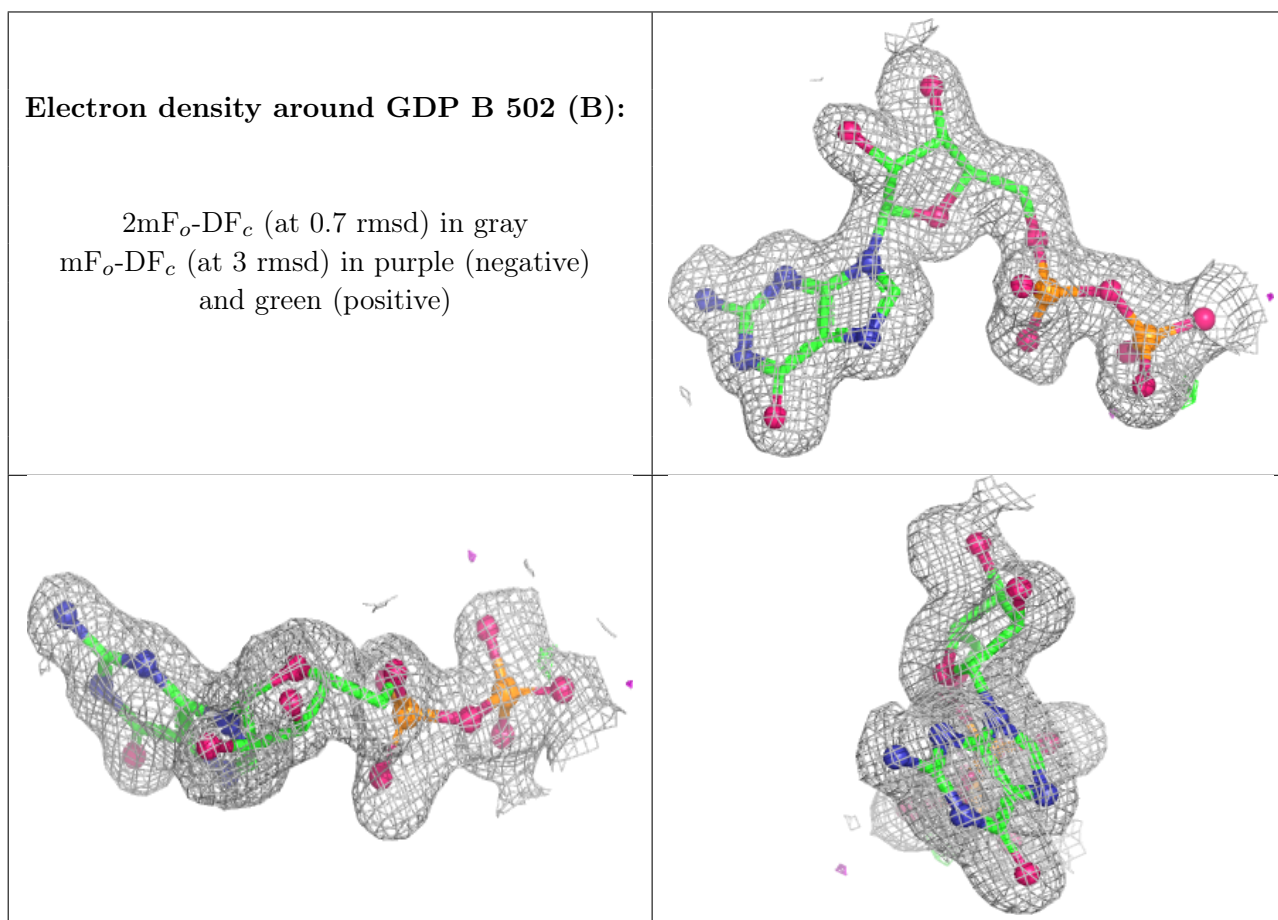 Electron density around GDP B 502 (B):
2mFo-DFc (at 0.7 rmsd) in gray
mFo-DFc (at 3 rmsd) in purple (negative)
and green (positive)